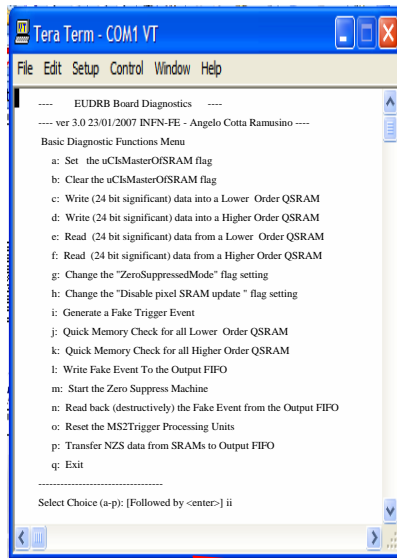 Tera Term - COM1 VT
File Edit Setup Control Window Help
---- EUDRB Board Diagnostics ----
---- ver 3.0 23/01/2007 INFN-FE - Angelo Cotta Ramusino ----
Basic Diagnostic Functions Menu
a: Set the uCIsMasterOfSRAM flag
b: Clear the uCIsMasterOfSRAM flag
c: Write (24 bit significant) data into a Lower Order QSRAM
d: Write (24 bit significant) data into a Higher Order QSRAM
e: Read (24 bit significant) data from a Lower Order QSRAM
f: Read (24 bit significant) data from a Higher Order QSRAM
g: Change the "ZeroSuppressedMode" flag setting
h: Change the "Disable pixel SRAM update " flag setting
i: Generate a Fake Trigger Event
j: Quick Memory Check for all Lower Order QSRAM
k: Quick Memory Check for all Higher Order QSRAM
l: Write Fake Event To the Output FIFO
m: Start the Zero Suppress Machine
n: Read back (destructively) the Fake Event from the Output FIFO
o: Reset the MS2Trigger Processing Units
p: Transfer NZS data from SRAMs to Output FIFO
q: Exit
----------------------------------
Select Choice (a-p): [Followed by <enter>] ii